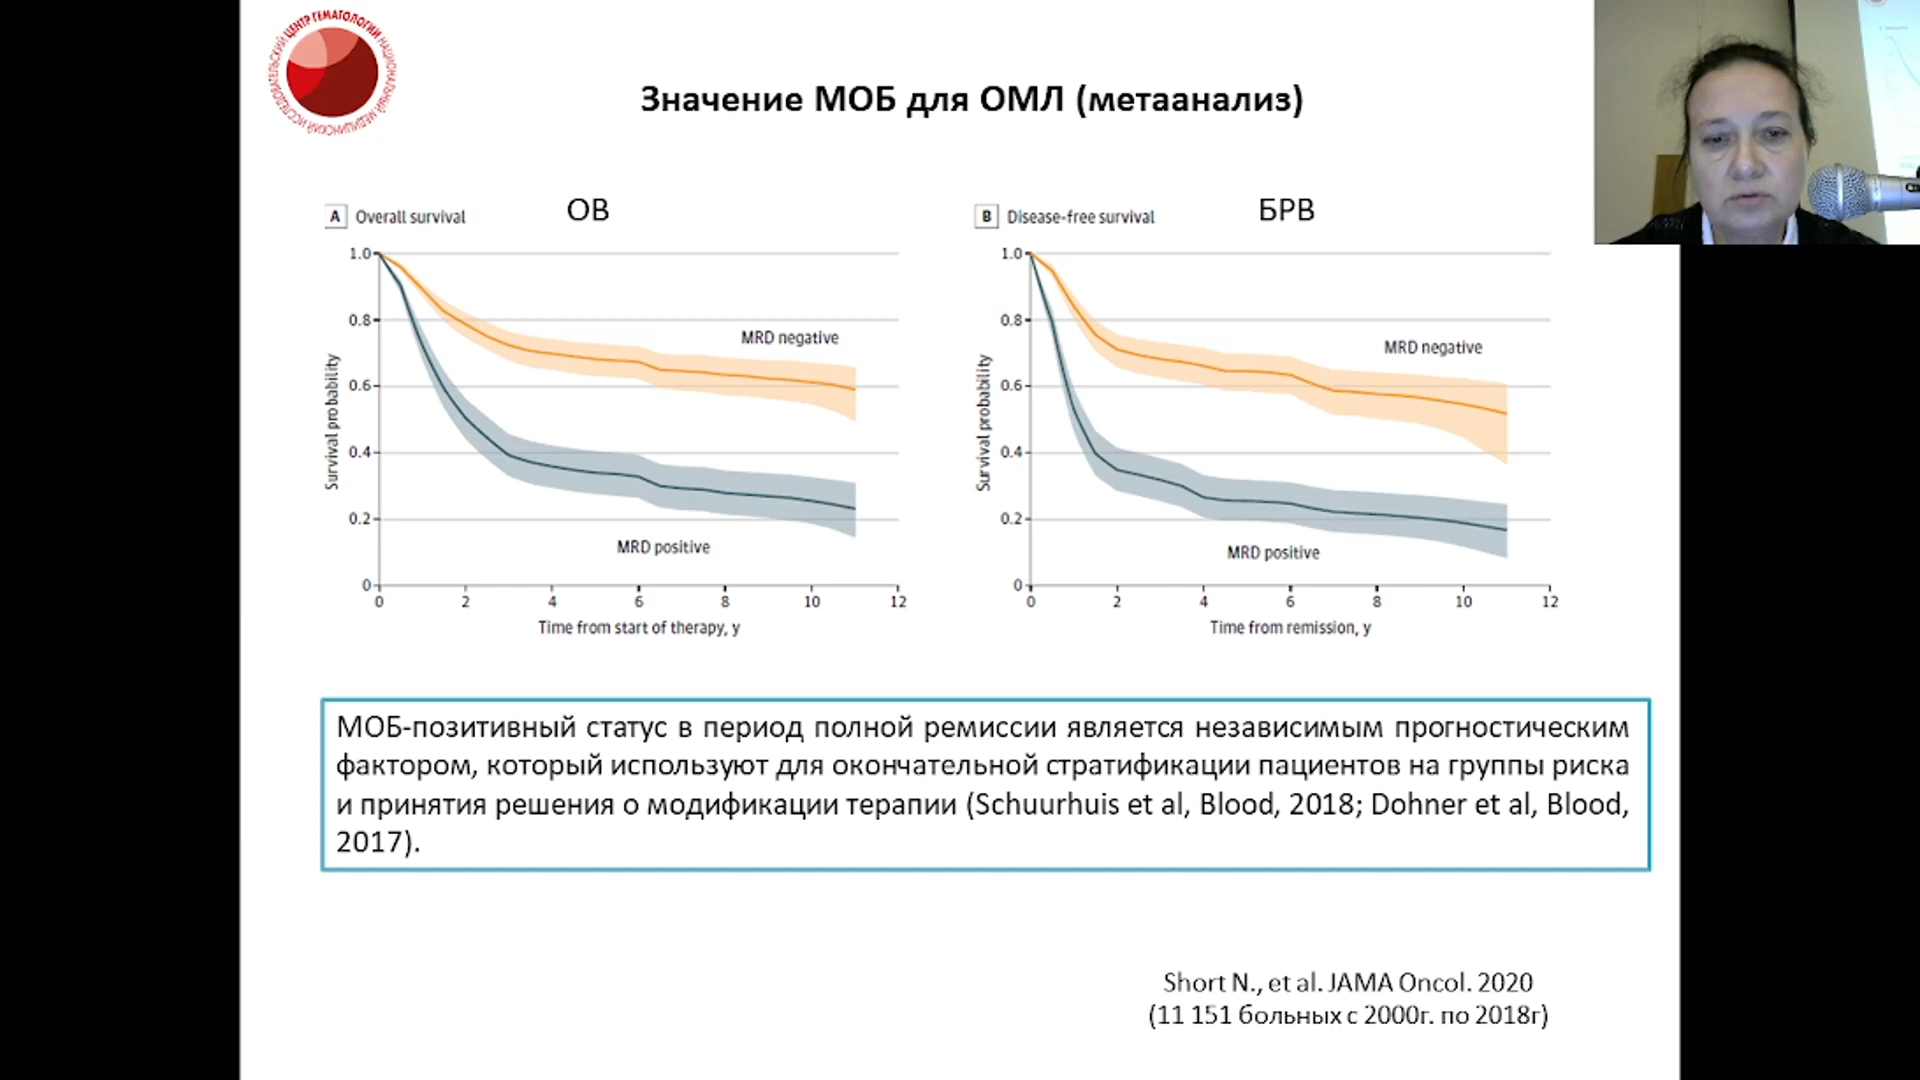 ЦЕНТР ГЕМАТОЛОГИИ НАЦИОНАЛЬНЫЙ МЕДИЦИНСКИЙ ИССЛЕДОВАТЕЛЬСКИЙ
Значение МОБ для ОМЛ (метаанализ)
A Overall survival
ОВ
1.0
0.8
0.6
0.4
0.2
0
Survival probability
MRD negative
MRD positive
0 2 4 6 8 10 12
Time from start of therapy, y
B Disease-free survival
БРВ
1.0
0.8
0.6
0.4
0.2
0
Survival probability
MRD negative
MRD positive
0 2 4 6 8 10 12
Time from remission, y
МОБ-позитивный статус в период полной ремиссии является независимым прогностическим
фактором, который используют для окончательной стратификации пациентов на группы риска
и принятия решения о модификации терапии (Schuurhuis et al, Blood, 2018; Dohner et al, Blood,
2017).
Short N., et al. JAMA Oncol. 2020
(11 151 больных с 2000г. по 2018г)